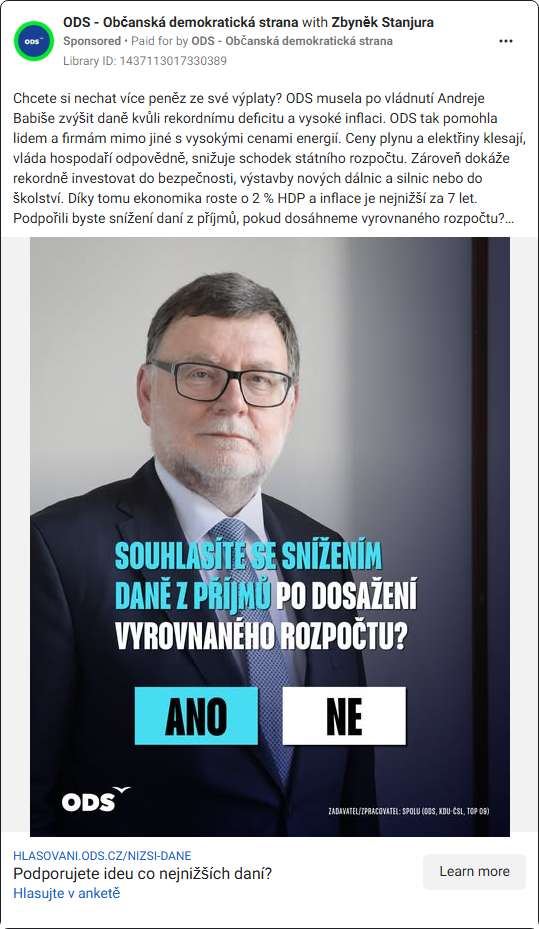 ODS - Občanská demokratická strana with Zbyněk Stanjura
Sponsored • Paid for by ODS - Občanská demokratická strana
Library ID: 1437113017330389
ODS
Chcete si nechat více peněz ze své výplaty? ODS musela po vládnutí Andreje
Babiše zvýšit daně kvůli rekordnímu deficitu a vysoké inflaci. ODS tak pomohla
lidem a firmám mimo jiné s vysokými cenami energií. Ceny plynu a elektřiny klesají,
vláda hospodaří odpovědně, snižuje schodek státního rozpočtu. Zároveň dokáže
rekordně investovat do bezpečnosti, výstavby nových dálnic a silnic nebo do
školství. Díky tomu ekonomika roste o 2 % HDP a inflace je nejnižší za 7 let.
Podpořili byste snížení daní z příjmů, pokud dosáhneme vyrovnaného rozpočtu?...
SOUHLASÍTE SE SNÍŽENÍM
DANĚ Z PŘÍJMŮ PO DOSAŽENÍ
VYROVNANÉHO ROZPOČTU?
ANO NE
ODS
ZADAVATEL/ZPRACOVATEL: SPOLU (ODS, KDU-ČSL, TOP 09)
HLASOVANI.ODS.CZ/NIZSI-DANE
Podporujete ideu co nejnižších daní?
Hlasujte v anketě
Learn more